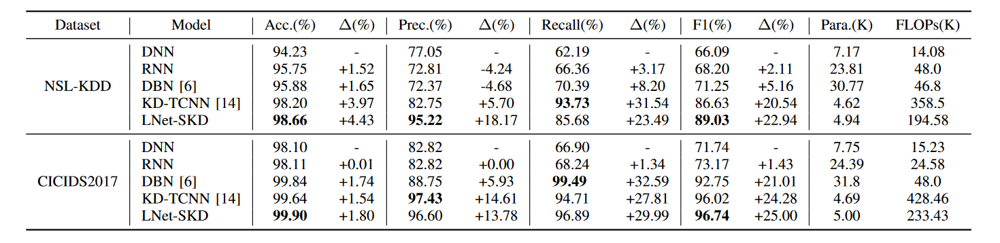 Dataset Model Acc.(%) Δ(%) Prec.(%) Δ(%) Recall(%) Δ(%) F1(%) Δ(%) Para.(K) FLOPs(K)
DNN 94.23 - 77.05 - 62.19 - 66.09 - 7.17 14.08
RNN 95.75 +1.52 72.81 -4.24 66.36 +3.17 68.20 +2.11 23.81 48.0
NSL-KDD DBN [6] 95.88 +1.65 72.37 -4.68 70.39 +8.20 71.25 +5.16 30.77 46.8
KD-TCNN [14] 98.20 +3.97 82.75 +5.70 93.73 +31.54 86.63 +20.54 4.62 358.5
LNet-SKD 98.66 +4.43 95.22 +18.17 85.68 +23.49 89.03 +22.94 4.94 194.58
DNN 98.10 - 82.82 - 66.90 - 71.74 - 7.75 15.23
RNN 98.11 +0.01 82.82 +0.00 68.24 +1.34 73.17 +1.43 24.39 24.58
CICIDS2017 DBN [6] 99.84 +1.74 88.75 +5.93 99.49 +32.59 92.75 +21.01 31.8 48.0
KD-TCNN [14] 99.64 +1.54 97.43 +14.61 94.71 +27.81 96.02 +24.28 4.69 428.46
LNet-SKD 99.90 +1.80 96.60 +13.78 96.89 +29.99 96.74 +25.00 5.00 233.43